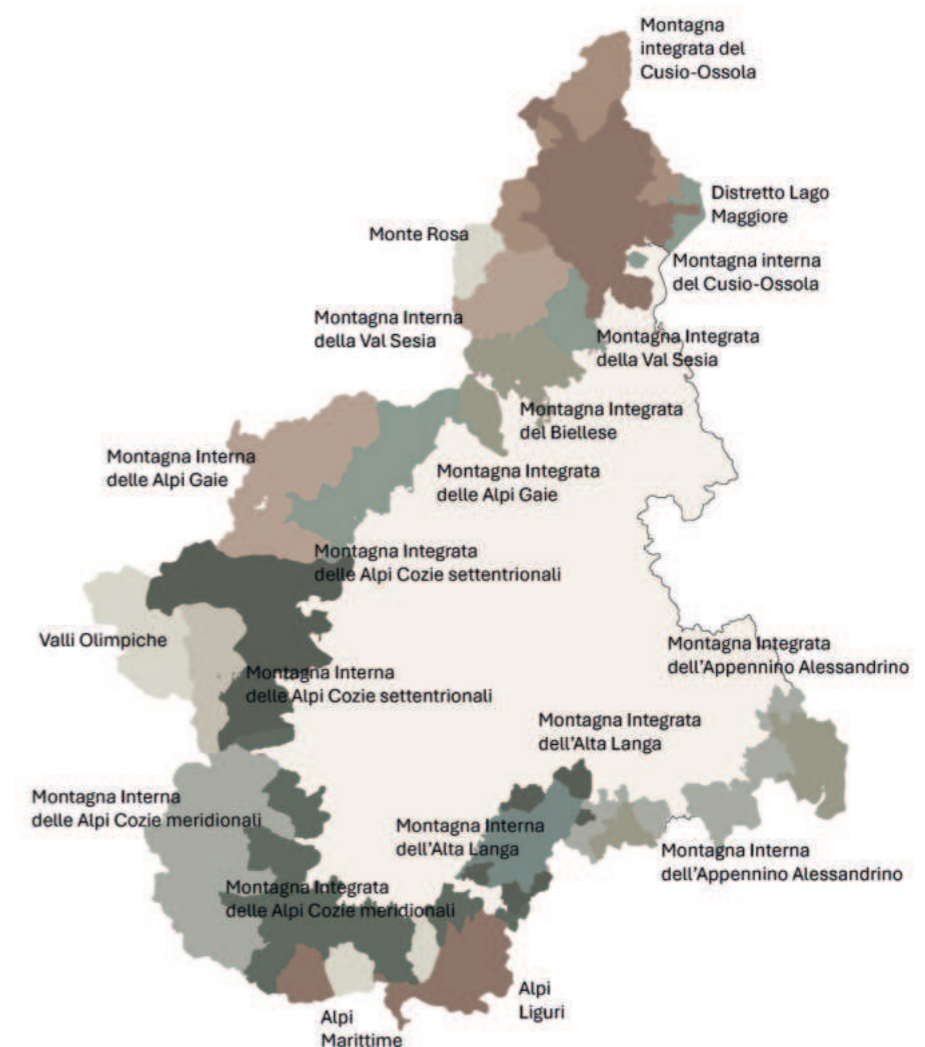 Montagna
integrata del
Cusio-Ossola
Distretto Lago
Maggiore
Monte Rosa
Montagna interna
del Cusio-Ossola
Montagna Interna
della Val Sesia
Montagna Integrata
della Val Sesia
Montagna Integrata
del Biellese
Montagna Interna
delle Alpi Gaie
Montagna Integrata
delle Alpi Gaie
Montagna Integrata
delle Alpi Cozie settentrionali
Valli Olimpiche
Montagna Integrata
dell'Appennino Alessandrino
Montagna Interna
delle Alpi Cozie settentrionali
Montagna Integrata
dell'Alta Langa
Montagna Interna
delle Alpi Cozie meridionali
Montagna Interna
dell'Alta Langa
Montagna Interna
dell'Appennino Alessandrino
Montagna Integrata
delle Alpi Cozie meridionali
Alpi
Liguri
Alpi
Marittime